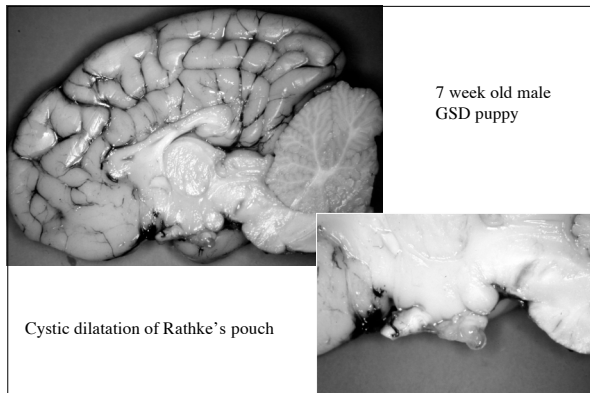 7 week old male
GSD puppy
Cystic dilatation of Rathke’s pouch